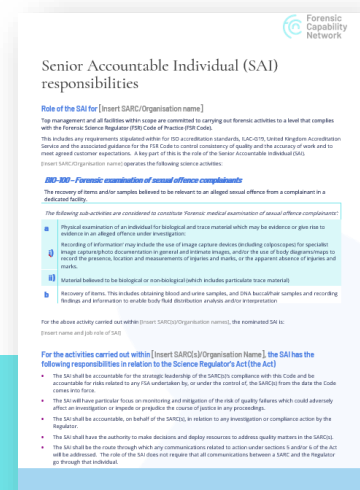 Forensic
Capability
Network
Senior Accountable Individual (SAI)
responsibilities
Role of the SAI for [Insert SARC/Organisation name]
Top management and all facilities within scope are committed to carrying out forensic activities to a level that complies
with the Forensic Science Regulator (FSR) Code of Practice (FSR Code).
This includes any requirements stipulated within for ISO accreditation standards, ILAC-G19, United Kingdom Accreditation
Service and the associated guidance for the FSR Code to control consistency of quality and the accuracy of work and to
meet agreed customer expectations. A key part of this is the role of the Senior Accountable Individual (SAI).
[Insert SARC/Organisation name] operates the following science activities:
BIO-100 – Forensic examination of sexual offence complainants
The recovery of items and/or samples believed to be relevant to an alleged sexual offence from a complainant in a
dedicated facility.
The following sub-activities are considered to constitute 'Forensic medical examination of sexual offence complainants':
a Physical examination of an individual for biological and trace material which may be evidence or give rise to
evidence in an alleged offence under investigation:
i) Recording of information may include the use of image capture devices (including colposcopes) for specialist
image capture/photo documentation in general and intimate images, and/or the use of body diagrams/maps to
record the presence, location and measurements of injuries and marks, or the apparent absence of injuries and
marks.
ii) Material believed to be biological or non-biological (which includes particulate trace material)
b Recovery of items. This includes obtaining blood and urine samples, and DNA buccal/hair samples and recording
findings and information to enable body fluid distribution analysis and/or interpretation
For the above activity carried out within [Insert SARC(s)/Organisation names], the nominated SAI is:
[Insert name and job role of SAI]
For the activities carried out within [Insert SARC(s)/Organisation Name], the SAI has the
following responsibilities in relation to the Science Regulator's Act (the Act)
• The SAI shall be accountable for the strategic leadership of the SARC(s)'s compliance with this Code and be
accountable for risks related to any FSA undertaken by, or under the control of, the SARC(s) from the date the Code
comes into force.
• The SAI will have particular focus on monitoring and mitigation of the risk of quality failures which could adversely
affect an investigation or impede or prejudice the course of justice in any proceedings.
• The SAI shall be accountable, on behalf of the SARC(s), in relation to any investigation or compliance action by the
Regulator.
• The SAI shall have the authority to make decisions and deploy resources to address quality matters in the SARC(s).
• The SAI shall be the route through which any communications related to action under sections 5 and/or 6 of the Act
will be addressed. The role of the SAI does not require that all communications between a SARC and the Regulator
go through that individual.